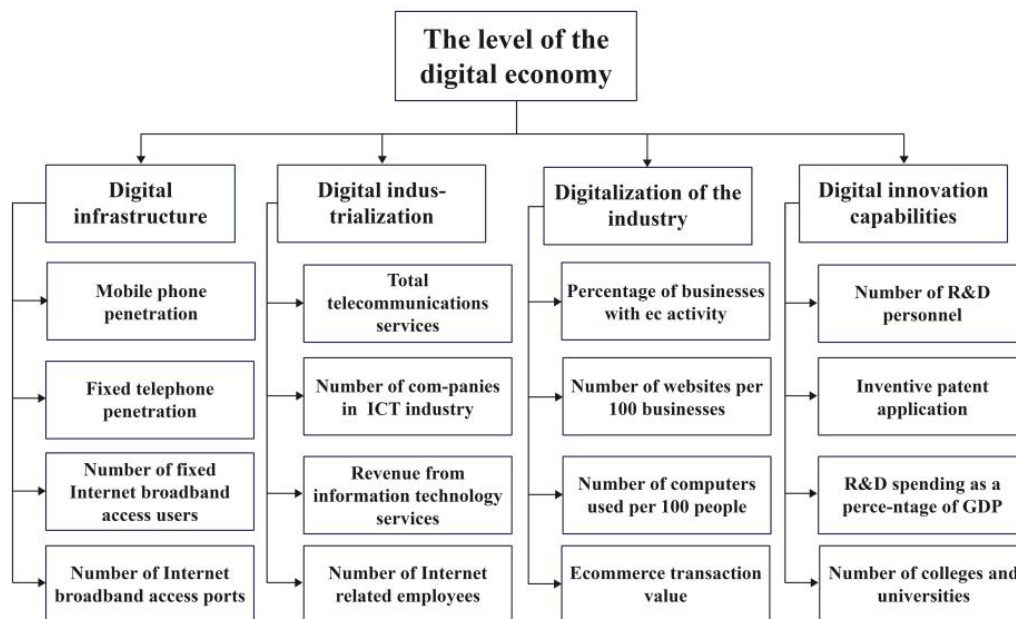 The level of the
digital economy
Digital
infrastructure
Mobile phone
penetration
Fixed telephone
penetration
Number of fixed
Internet broadband
access users
Number of Internet
broadband access ports
Digital indus-
trialization
Total
telecommunications
services
Number of com-panies
in ICT industry
Revenue from
information technology
services
Number of Internet
related employees
Digitalization of the
industry
Percentage of businesses
with ec activity
Number of websites per
100 businesses
Number of computers
used per 100 people
Ecommerce transaction
value
Digital innovation
capabilities
Number of R&D
personnel
Inventive patent
application
R&D spending as a
perce-ntage of GDP
Number of colleges and
universities